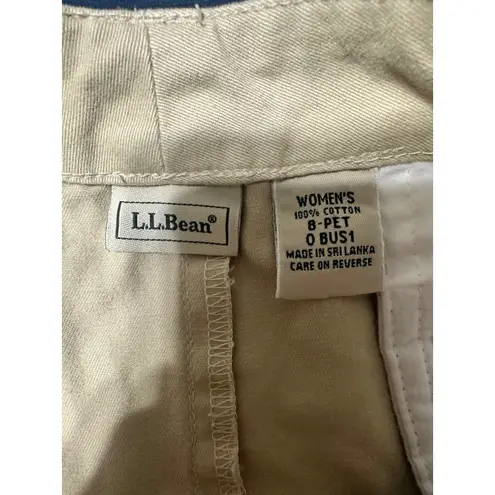 L.L.Bean®
WOMEN'S
100% COTTON
8-PET
0 BUS1
MADE IN SRI LANKA
CARE ON REVERSE